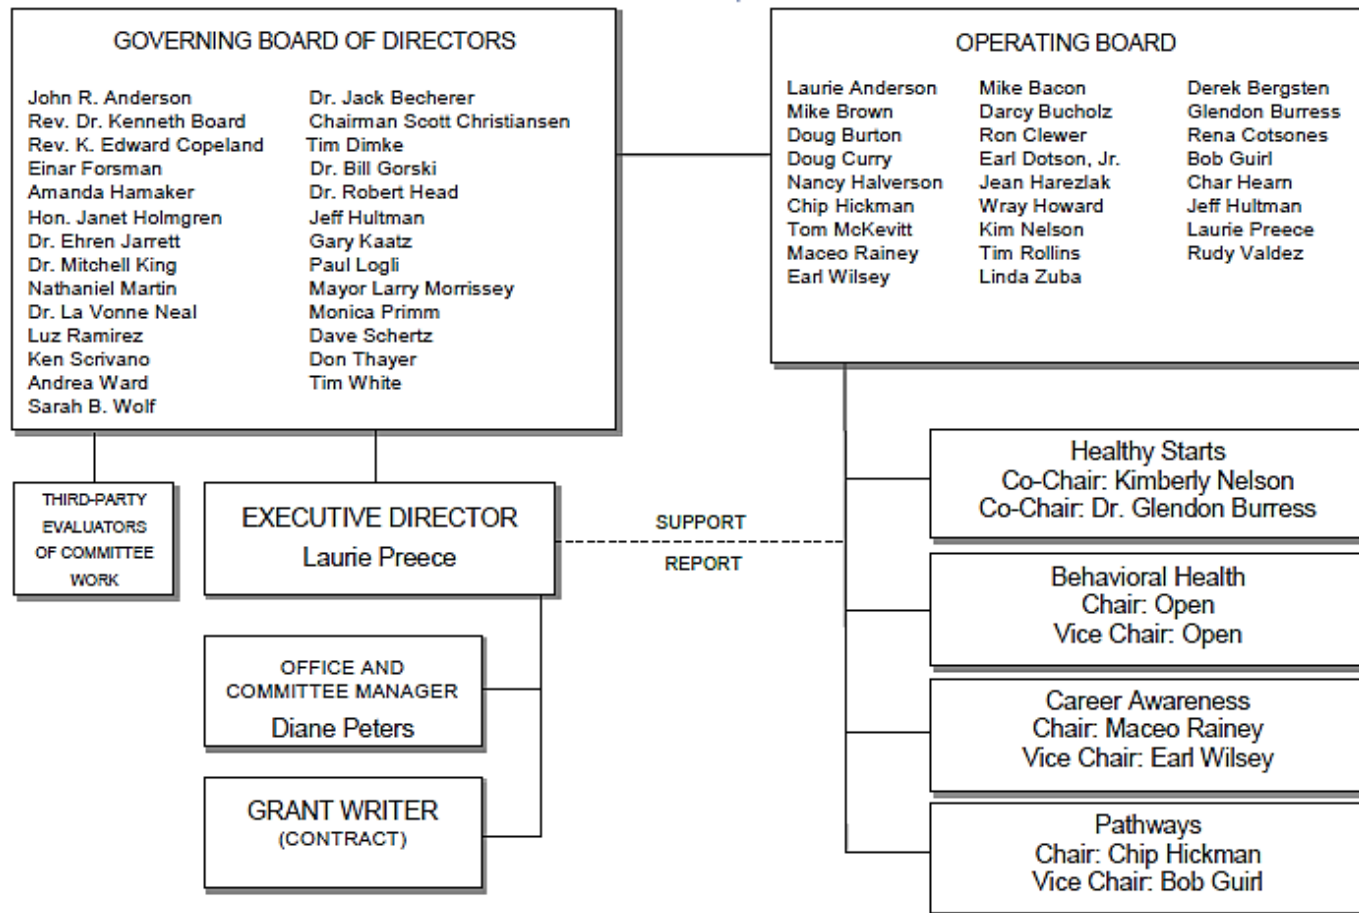 GOVERNING BOARD OF DIRECTORS
John R. Anderson
Rev. Dr. Kenneth Board
Rev. K. Edward Copeland
Einar Forsman
Amanda Hamaker
Hon. Janet Holmgren
Dr. Ehren Jarrett
Dr. Mitchell King
Nathaniel Martin
Dr. La Vonne Neal
Luz Ramirez
Ken Scrivano
Andrea Ward
Sarah B. Wolf
Dr. Jack Becherer
Chairman Scott Christiansen
Tim Dimke
Dr. Bill Gorski
Dr. Robert Head
Jeff Hultman
Gary Kaatz
Paul Logli
Mayor Larry Morrissey
Monica Primm
Dave Schertz
Don Thayer
Tim White
OPERATING BOARD
Laurie Anderson
Mike Brown
Doug Burton
Doug Curry
Nancy Halverson
Chip Hickman
Tom McKevitt
Maceo Rainey
Earl Wilsey
Mike Bacon
Darcy Bucholz
Ron Clewer
Earl Dotson, Jr.
Jean Harezlak
Wray Howard
Kim Nelson
Tim Rollins
Linda Zuba
Derek Bergsten
Glendon Burress
Rena Cotsones
Bob Guirl
Char Hearn
Jeff Hultman
Laurie Preece
Rudy Valdez
THIRD-PARTY
EVALUATORS
OF COMMITTEE
WORK
EXECUTIVE DIRECTOR
Laurie Preece
SUPPORT
REPORT
OFFICE AND
COMMITTEE MANAGER
Diane Peters
GRANT WRITER
(CONTRACT)
Healthy Starts
Co-Chair: Kimberly Nelson
Co-Chair: Dr. Glendon Burress
Behavioral Health
Chair: Open
Vice Chair: Open
Career Awareness
Chair: Maceo Rainey
Vice Chair: Earl Wilsey
Pathways
Chair: Chip Hickman
Vice Chair: Bob Guirl